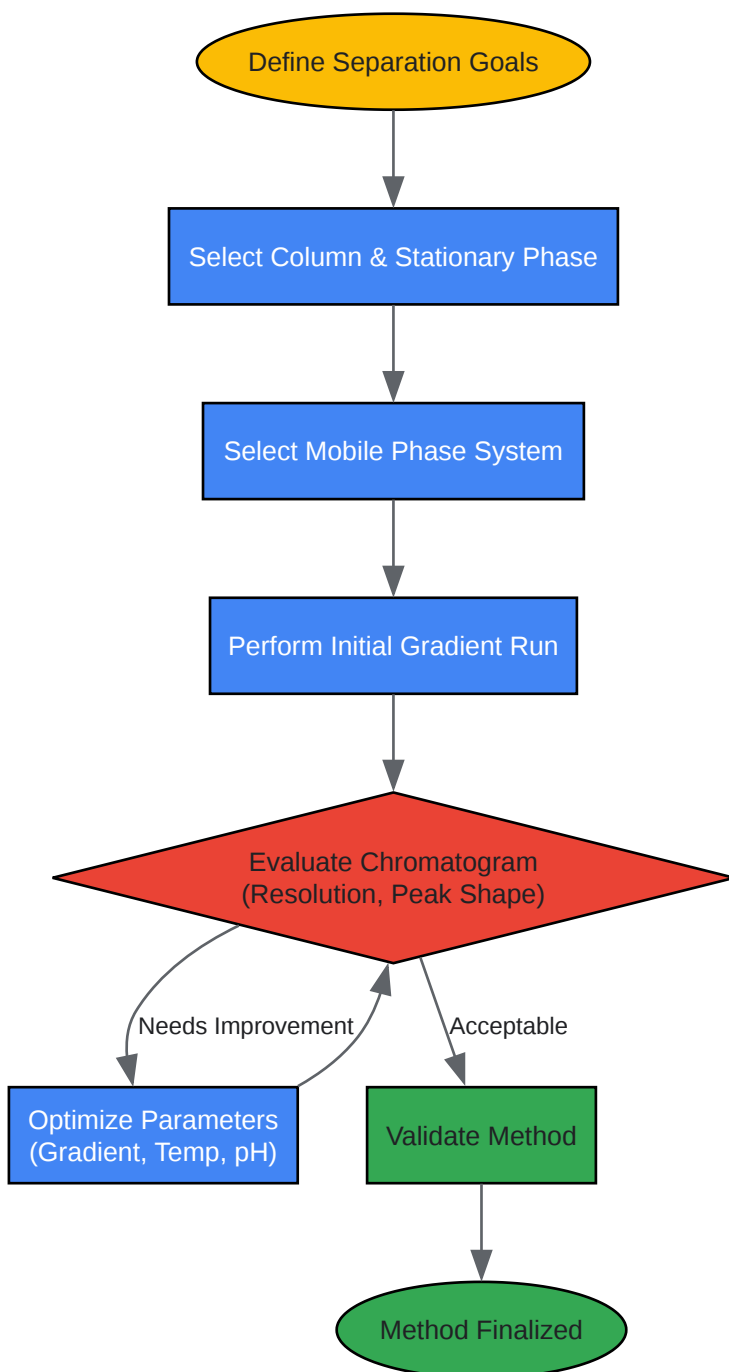 Define Separation Goals
Select Column & Stationary Phase
Select Mobile Phase System
Perform Initial Gradient Run
Evaluate Chromatogram
(Resolution, Peak Shape)
Needs Improvement
Acceptable
Optimize Parameters
(Gradient, Temp, pH)
Validate Method
Method Finalized